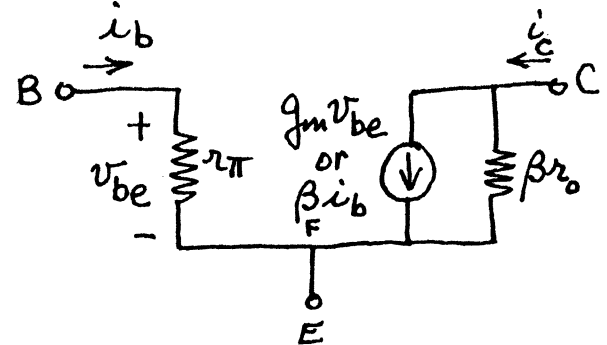 i_b
i_c
B
C
+
g_m v_be
or
β_F i_b
v_be
r_π
βr_o
−
E